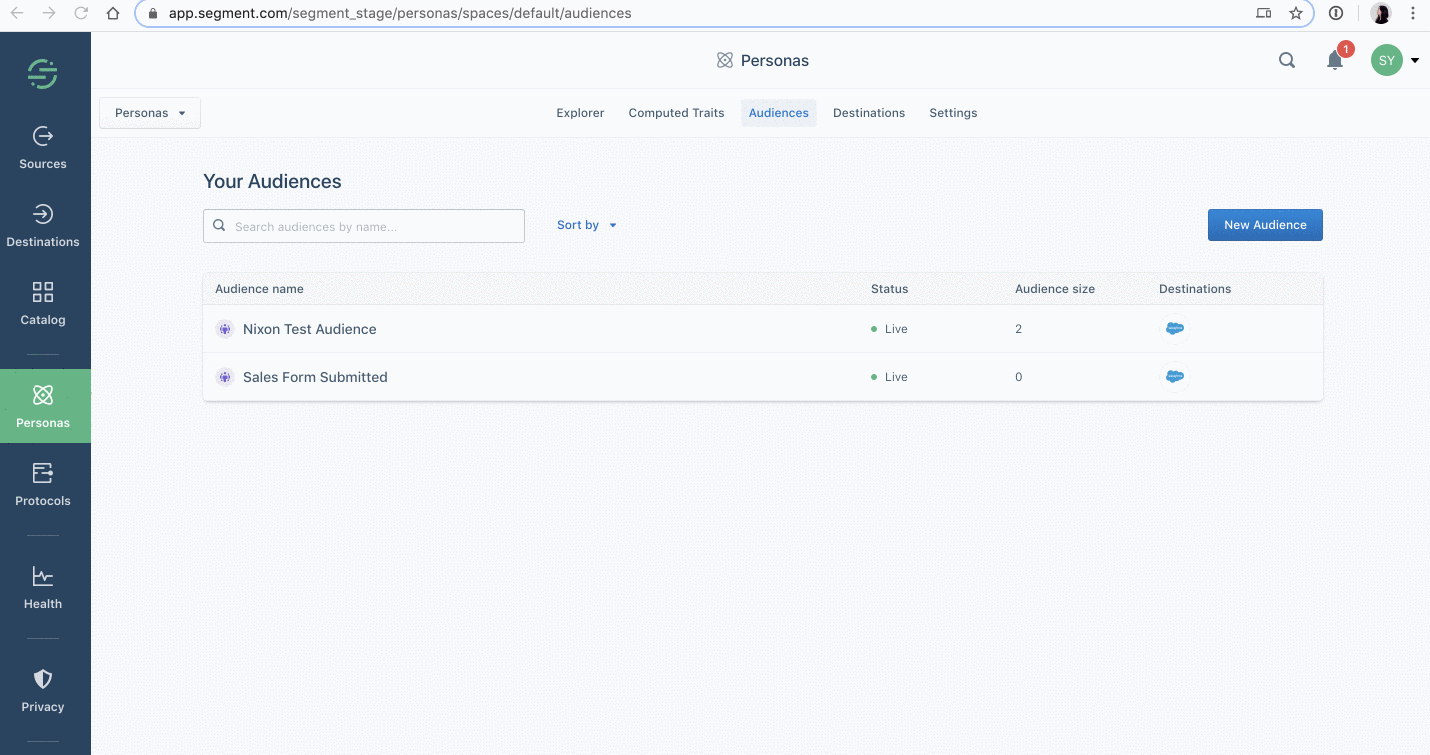 app.segment.com/segment_stage/personas/spaces/default/audiences
Personas
1
SY
Personas
Explorer Computed Traits Audiences Destinations Settings
Sources
Destinations
Catalog
Personas
Protocols
Health
Privacy
Your Audiences
Search audiences by name...
Sort by
New Audience
Audience name Status Audience size Destinations
Nixon Test Audience Live 2
Sales Form Submitted Live 0